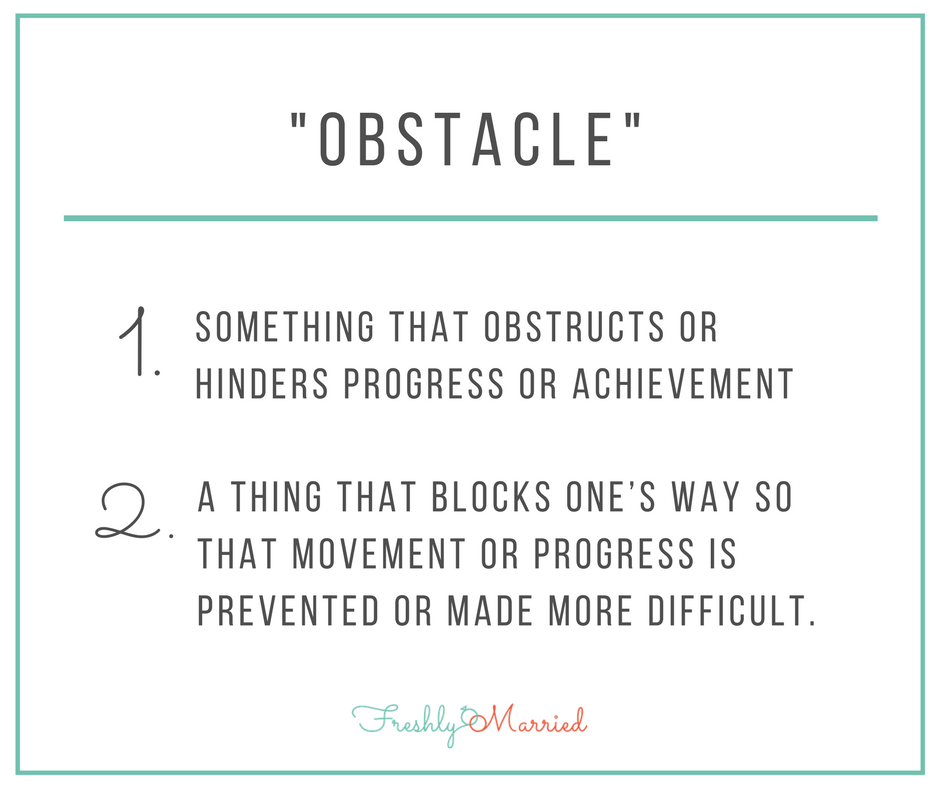 "OBSTACLE"
1. SOMETHING THAT OBSTRUCTS OR
HINDERS PROGRESS OR ACHIEVEMENT
2. A THING THAT BLOCKS ONE’S WAY SO
THAT MOVEMENT OR PROGRESS IS
PREVENTED OR MADE MORE DIFFICULT.
Freshly Married